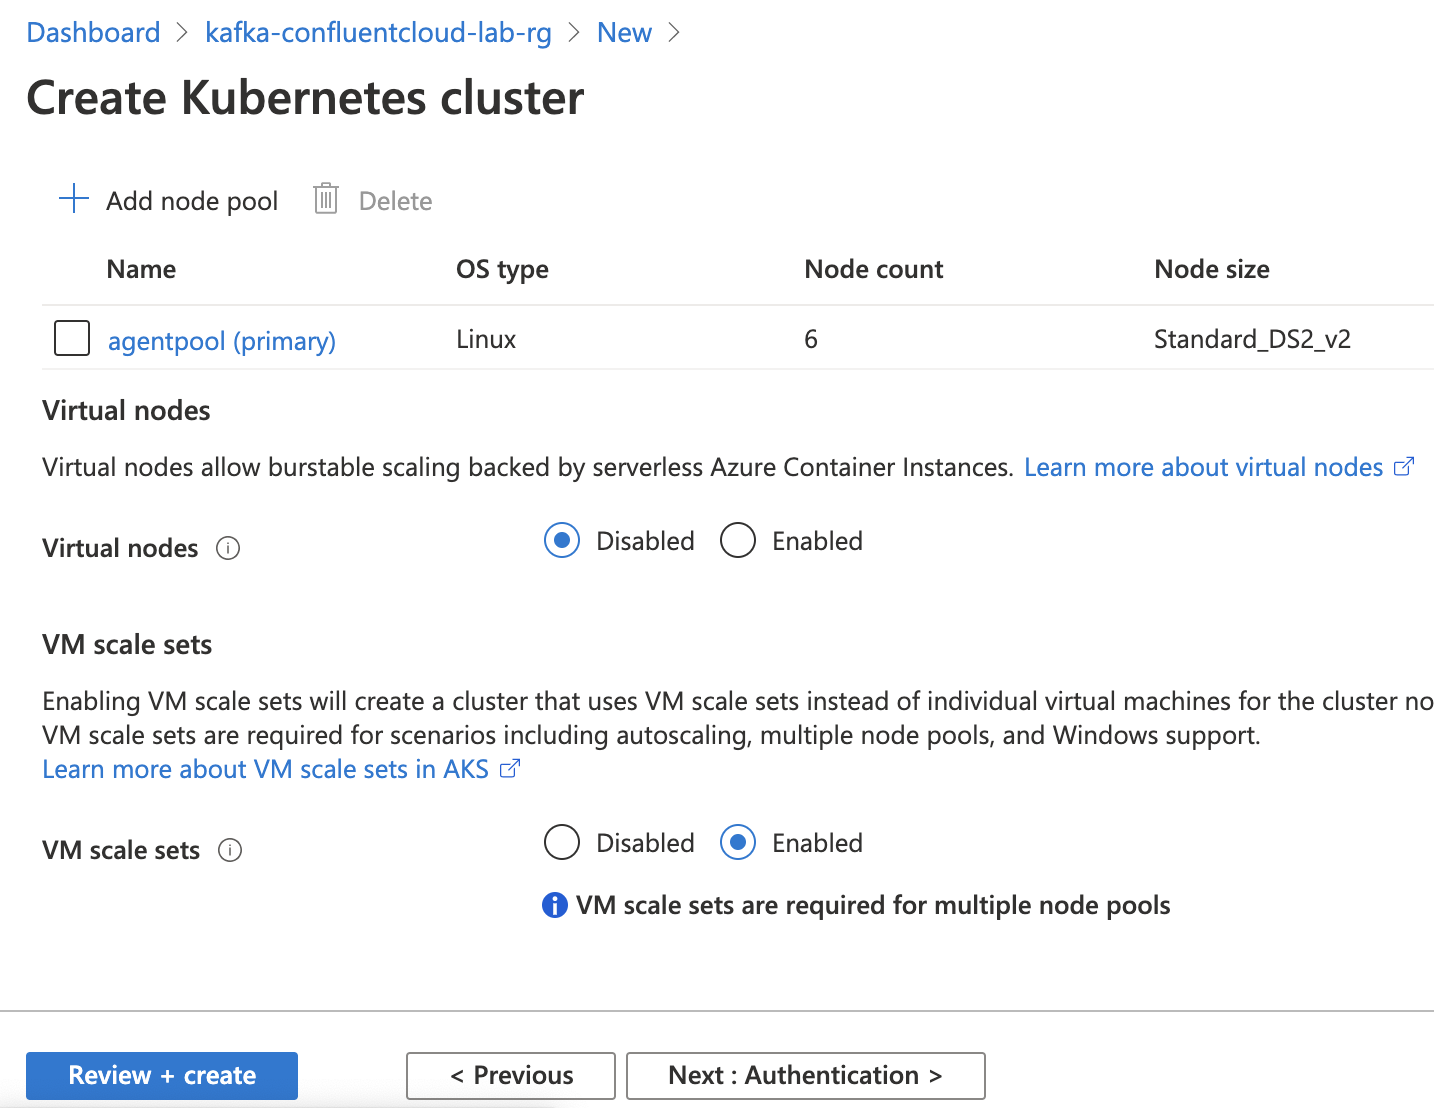 Dashboard > kafka-confluentcloud-lab-rg > New >
Create Kubernetes cluster
Add node pool Delete
Name OS type Node count Node size
agentpool (primary) Linux 6 Standard_DS2_v2
Virtual nodes
Virtual nodes allow burstable scaling backed by serverless Azure Container Instances. Learn more about virtual nodes
Virtual nodes Disabled Enabled
VM scale sets
Enabling VM scale sets will create a cluster that uses VM scale sets instead of individual virtual machines for the cluster no
VM scale sets are required for scenarios including autoscaling, multiple node pools, and Windows support.
Learn more about VM scale sets in AKS
VM scale sets Disabled Enabled
VM scale sets are required for multiple node pools
Review + create < Previous Next : Authentication >